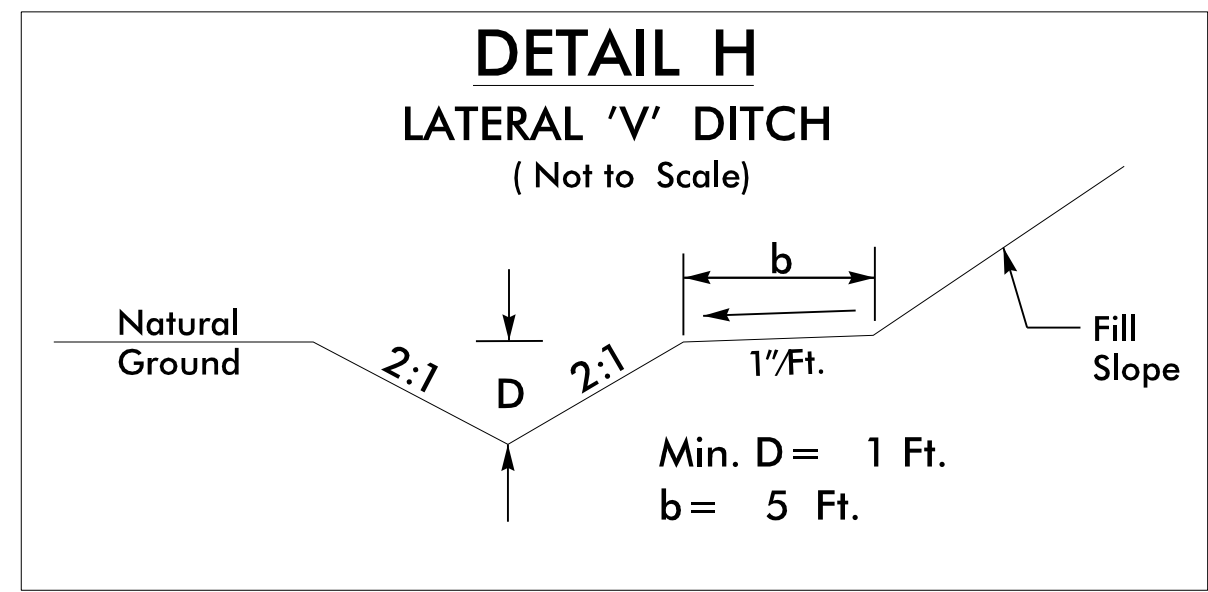 DETAIL H
LATERAL 'V' DITCH
( Not to Scale)
b
Natural
Ground
2:1
D
2:1
1"/Ft.
Fill
Slope
Min. D = 1 Ft.
b = 5 Ft.